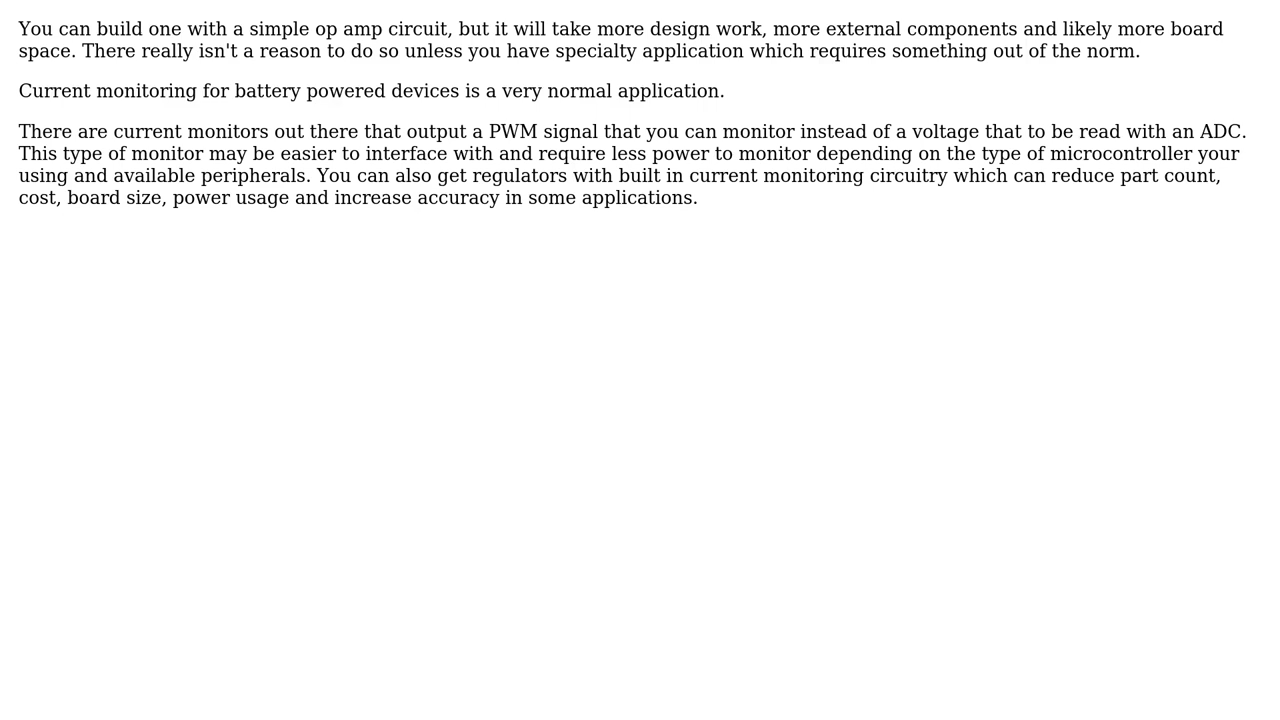 You can build one with a simple op amp circuit, but it will take more design work, more external components and likely more board
space. There really isn't a reason to do so unless you have specialty application which requires something out of the norm.
Current monitoring for battery powered devices is a very normal application.
There are current monitors out there that output a PWM signal that you can monitor instead of a voltage that to be read with an ADC.
This type of monitor may be easier to interface with and require less power to monitor depending on the type of microcontroller your
using and available peripherals. You can also get regulators with built in current monitoring circuitry which can reduce part count,
cost, board size, power usage and increase accuracy in some applications.